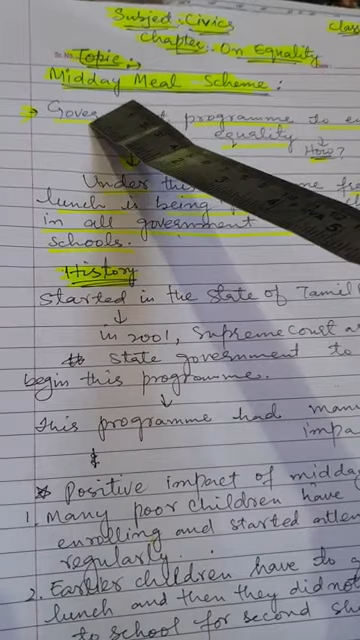 Subject : Civics
Class
Chapter : On Equality
Topic :
Midday Meal Scheme :
programme to
equality
How?
Under
lunch is being
in all government
schools.
History
Started in the state of Tamil
in 2001, Supreme Court
State government to
begin this programme.
This programme had man
impa
Positive impact of midda
1. Many poor children have
enrolling and started atten
regularly.
2. Earlier children have to g
lunch and then they did not
to school for second